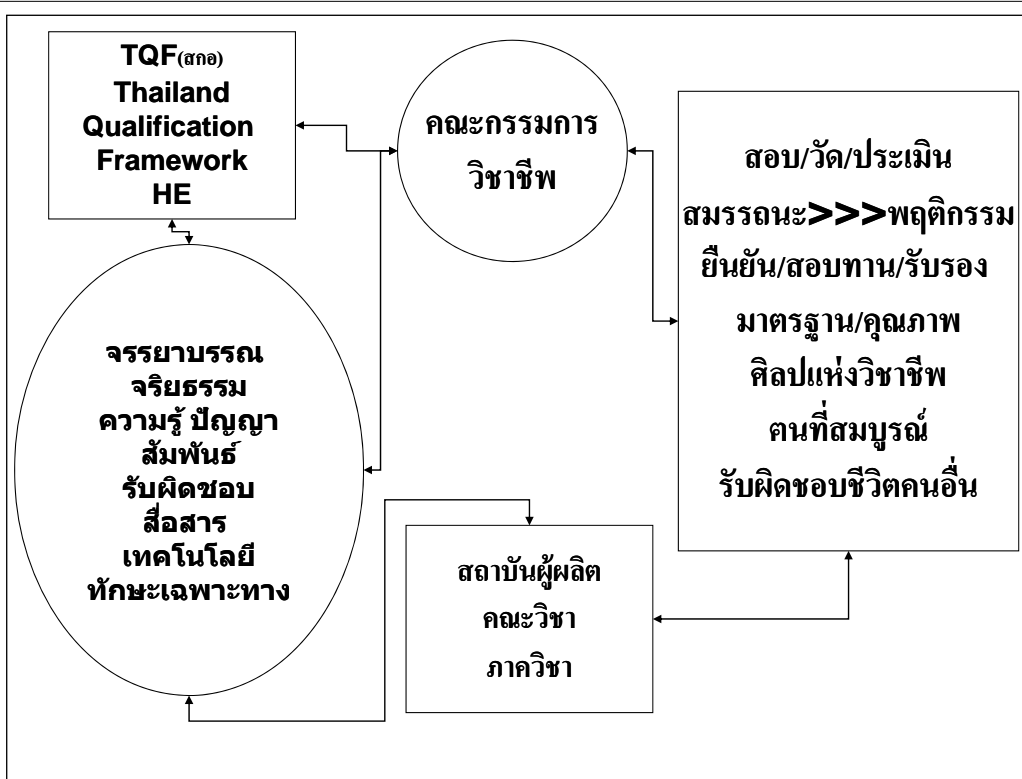 TQF(สกอ)
Thailand
Qualification
Framework
HE
คณะกรรมการ
วิชาชีพ
สอบ/วัด/ประเมิน
สมรรถนะ>>>พฤติกรรม
ยืนยัน/สอบทาน/รับรอง
มาตรฐาน/คุณภาพ
ศิลปแห่งวิชาชีพ
ตนที่สมบูรณ์
รับผิดชอบชีวิตคนอื่น
จรรยาบรรณ
จริยธรรม
ความรู้ ปัญญา
สัมพันธ์
รับผิดชอบ
สื่อสาร
เทคโนโลยี
ทักษะเฉพาะทาง
สถาบันผู้ผลิต
คณะวิชา
ภาควิชา